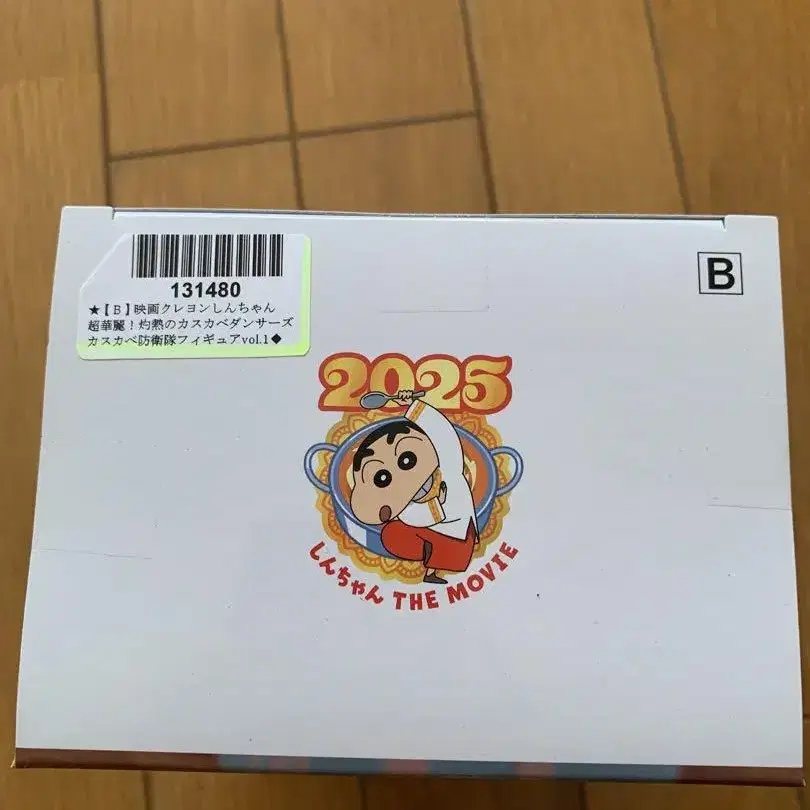 131480
★【B】映画クレヨンしんちゃん
超華麗！灼熱のカスカベダンサーズ
カスカベ防衛隊フィギュアvol.1◆
B
2025
しんちゃん THE MOVIE